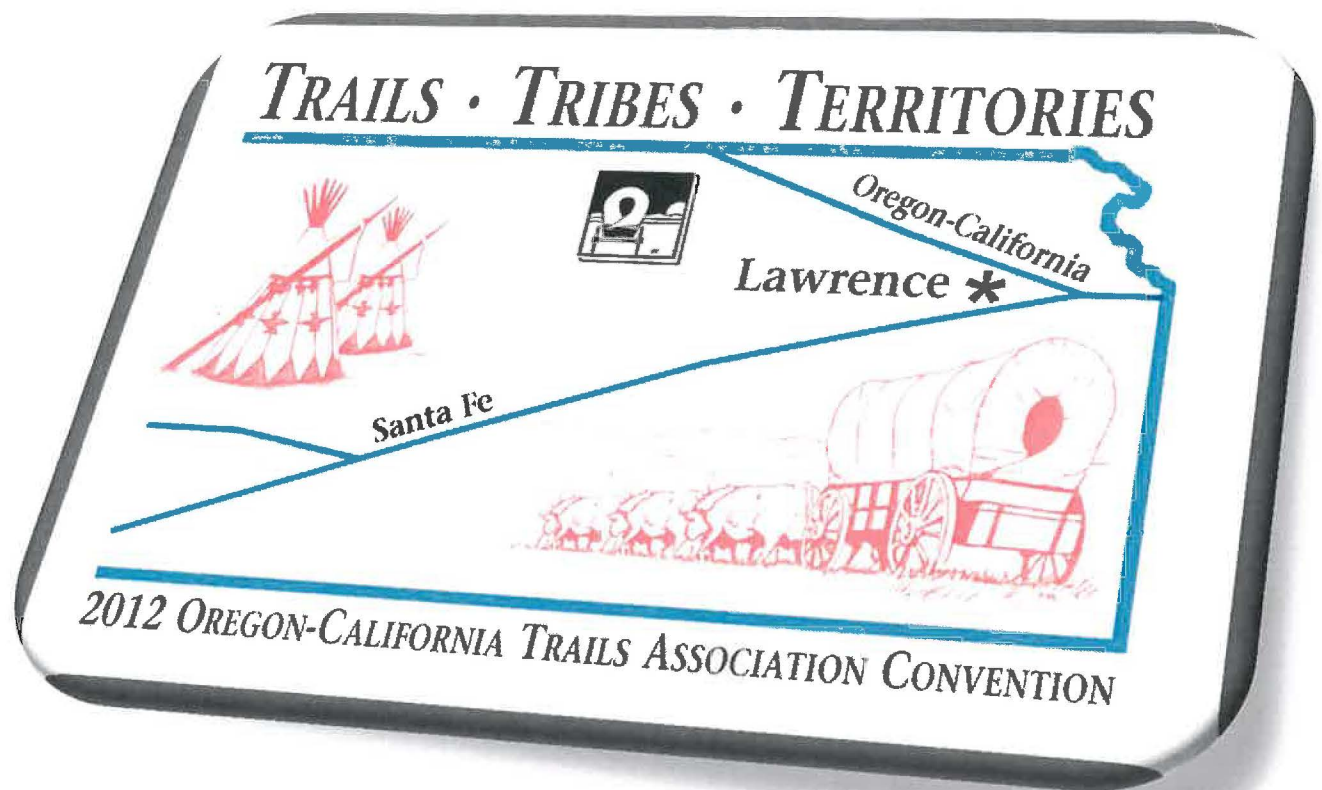 TRAILS · TRIBES · TERRITORIES
Oregon-California
Lawrence *
Santa Fe
2012 OREGON-CALIFORNIA TRAILS ASSOCIATION CONVENTION